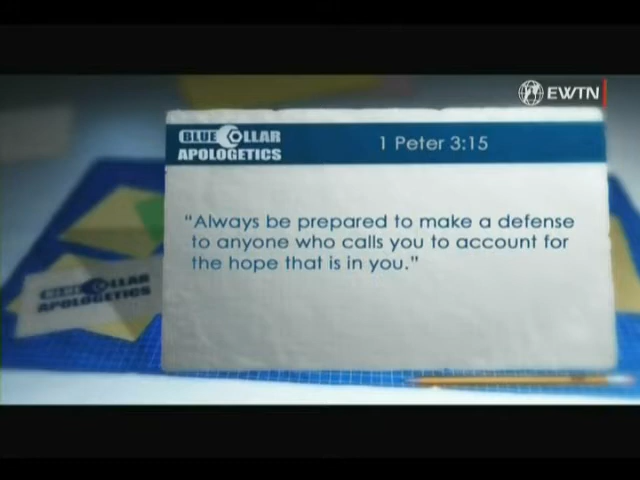 EWTN
BLUE COLLAR
APOLOGETICS
1 Peter 3:15
“Always be prepared to make a defense
to anyone who calls you to account for
the hope that is in you.”
BLUE COLLAR
APOLOGETICS